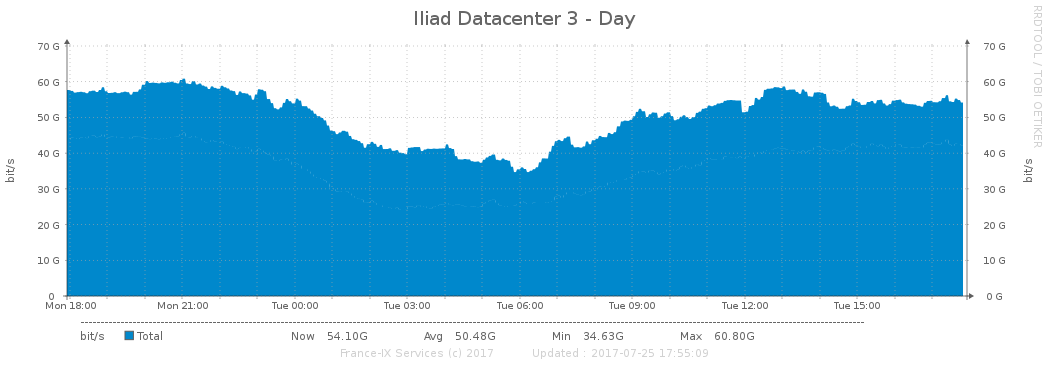 Iliad Datacenter 3 - Day
RRDTOOL / TOBI OETIKER
70 G 70 G
60 G 60 G
50 G 50 G
40 G 40 G
30 G 30 G
20 G 20 G
10 G 10 G
0 0 G
bit/s bit/s
Mon 18:00 Mon 21:00 Tue 00:00 Tue 03:00 Tue 06:00 Tue 09:00 Tue 12:00 Tue 15:00
bit/s Total Now 54.10G Avg 50.48G Min 34.63G Max 60.80G
France-IX Services (c) 2017 Updated : 2017-07-25 17:55:09